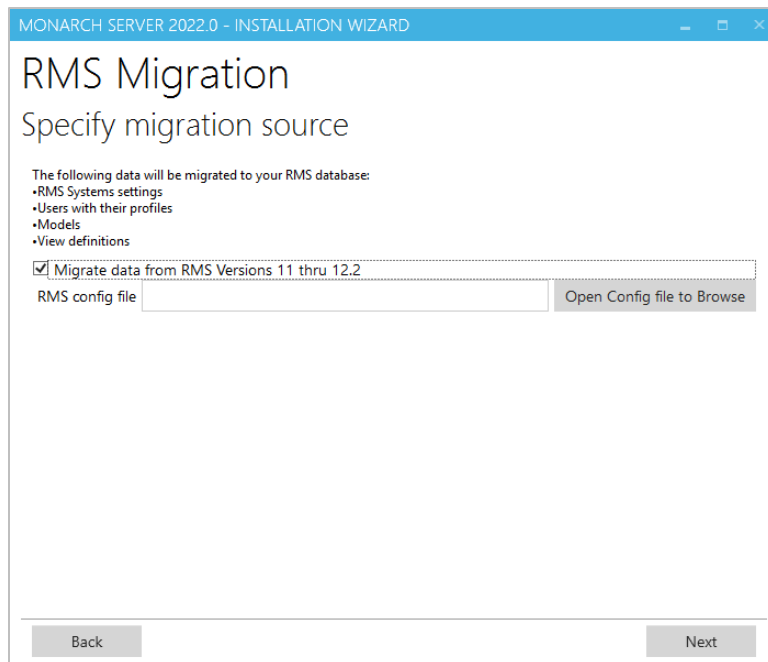 MONARCH SERVER 2022.0 - INSTALLATION WIZARD
RMS Migration
Specify migration source
The following data will be migrated to your RMS database:
•RMS Systems settings
•Users with their profiles
•Models
•View definitions
Migrate data from RMS Versions 11 thru 12.2
RMS config file
Open Config file to Browse
Back
Next